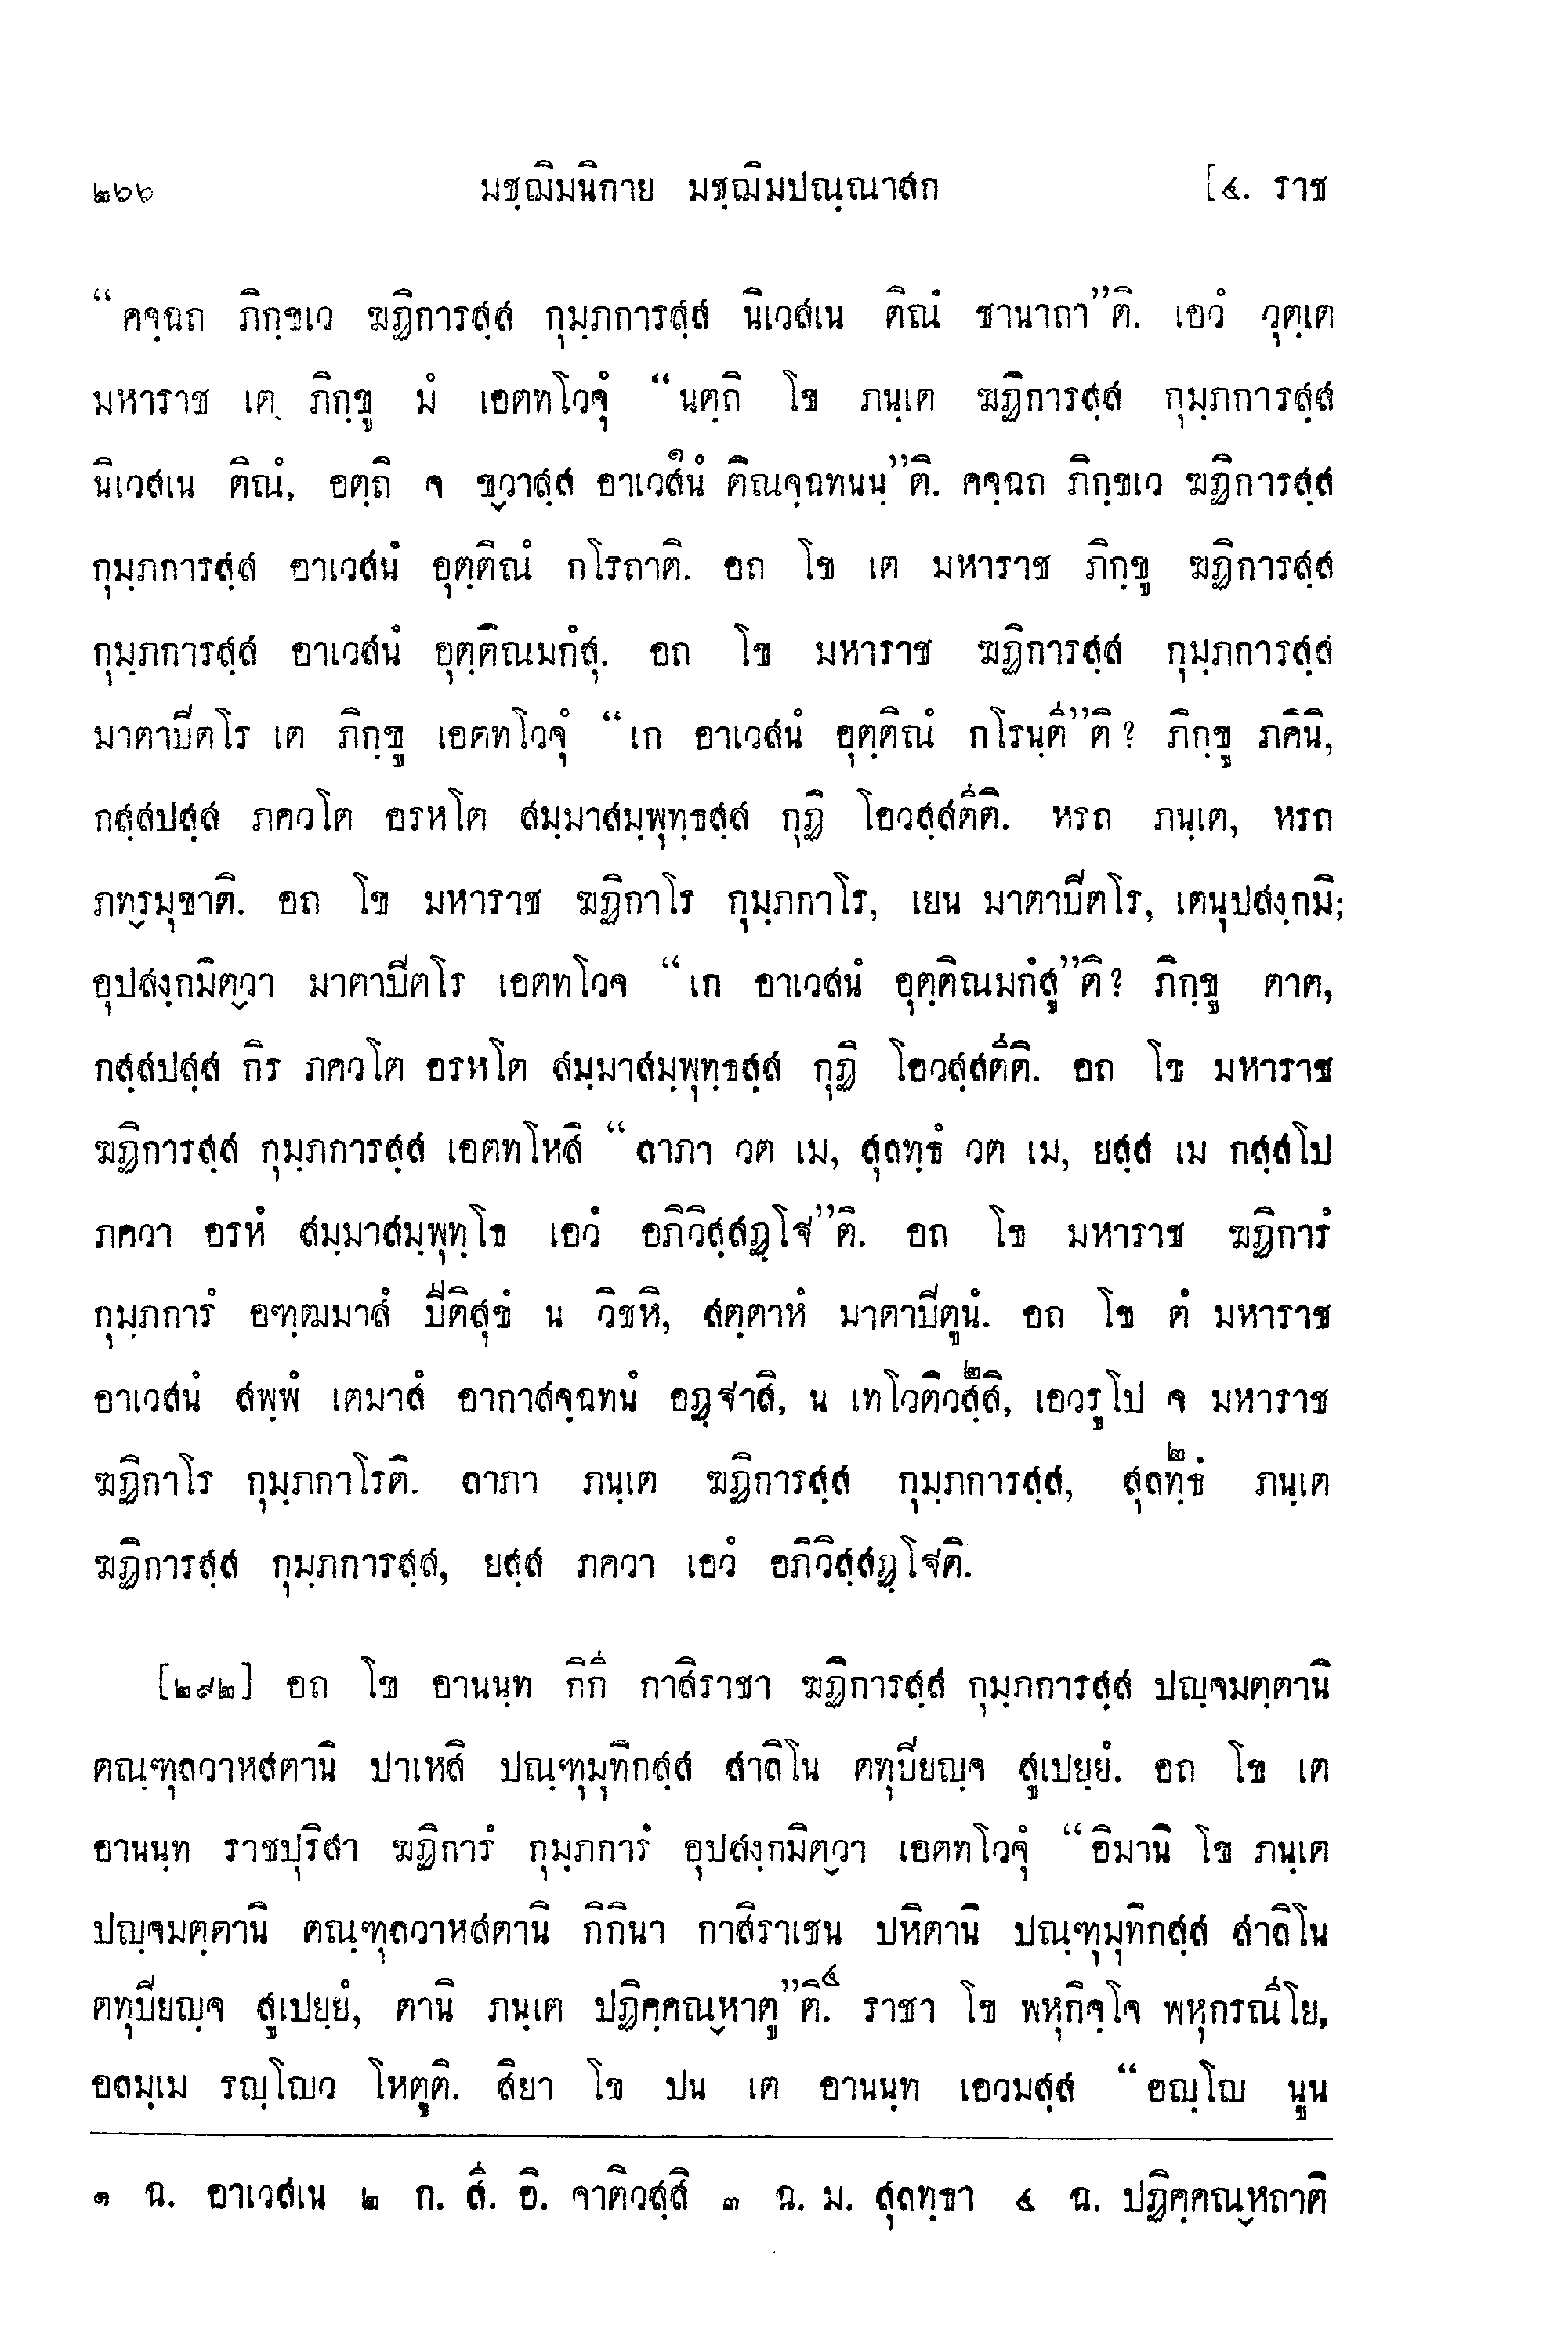 ๒๖๖ มชฺฌิมนิกาย มชฺฌิมปณฺณาสก [๔. ราช
“คจฺฉถ ภิกฺขเว ฆฏิการสฺส กุมฺภการสฺส นิเวสเน ติณํ ชานาถา”ติ. เอวํ วุตฺเต
มหาราช เต ภิกฺขู มํ เอตทโวจุํ “นตฺถิ โข ภนฺเต ฆฏิการสฺส กุมฺภการสฺส
นิเวสเน ติณํ, อตฺถิ จ ขฺวาสฺส อาเวสนํ๑ ติณจฺฉทนนฺ”ติ. คจฺฉถ ภิกฺขเว ฆฏิการสฺส
กุมฺภการสฺส อาเวสนํ อุตฺติณํ กโรถาติ. อถ โข เต มหาราช ภิกฺขู ฆฏิการสฺส
กุมฺภการสฺส อาเวสนํ อุตฺติณมกํสุ. อถ โข มหาราช ฆฏิการสฺส กุมฺภการสฺส
มาตาปิตโร เต ภิกฺขู เอตทโวจุํ “เก อาเวสนํ อุตฺติณํ กโรนฺตี”ติ? ภิกฺขู ภคินิ,
กสฺสปสฺส ภควโต อรหโต สมฺมาสมฺพุทฺธสฺส กุฏิ โอวสฺสตีติ. หรถ ภนฺเต, หรถ
ภทฺรมุขาติ. อถ โข มหาราช ฆฏิกาโร กุมฺภกาโร, เยน มาตาปิตโร, เตนุปสงฺกมิ;
อุปสงฺกมิตฺวา มาตาปิตโร เอตทโวจ “เก อาเวสนํ อุตฺติณมกํสู”ติ? ภิกฺขู ตาต,
กสฺสปสฺส กิร ภควโต อรหโต สมฺมาสมฺพุทฺธสฺส กุฏิ โอวสฺสตีติ. อถ โข มหาราช
ฆฏิการสฺส กุมฺภการสฺส เอตทโหสิ “ลาภา วต เม, สุลทฺธํ วต เม, ยสฺส เม กสฺสโป
ภควา อรหํ สมฺมาสมฺพุทฺโธ เอวํ อภิวิสฺสฏฺโฐ”ติ. อถ โข มหาราช ฆฏิการํ
กุมฺภการํ อฑฺฒมาสํ ปีติสุขํ น วิชหิ, สตฺตาหํ มาตาปิตูนํ. อถ โข ตํ มหาราช
อาเวสนํ สพฺพํ เตมาสํ อากาสจฺฉทนํ อฏฺฐาสิ, น เทโวติวสฺสิ๒, เอวรูโป จ มหาราช
ฆฏิกาโร กุมฺภกาโรติ. ลาภา ภนฺเต ฆฏิการสฺส กุมฺภการสฺส, สุลทฺธํ๓ ภนฺเต
ฆฏิการสฺส กุมฺภการสฺส, ยสฺส ภควา เอวํ อภิวิสฺสฏฺโฐติ.
[๒๙๒] อถ โข อานนฺท กิกี กาสิราชา ฆฏิการสฺส กุมฺภการสฺส ปญฺจมตฺตานิ
ตณฺฑุลวาหสตานิ ปาเหสิ ปณฺฑุมุทิกสฺส สาลิโน ตทุปิยญฺจ สูเปยฺยํ. อถ โข เต
อานนฺท ราชปุริสา ฆฏิการํ กุมฺภการํ อุปสงฺกมิตฺวา เอตทโวจุํ “อิมานิ โข ภนฺเต
ปญฺจมตฺตานิ ตณฺฑุลวาหสตานิ กิกินา กาสิราเชน ปหิตานิ ปณฺฑุมุทิกสฺส สาลิโน
ตทุปิยญฺจ สูเปยฺยํ, ตานิ ภนฺเต ปฏิคฺคณฺหาตู”ติ.๔ ราชา โข พหุกิจฺโจ พหุกรณีโย,
อลมฺเม รญฺโญว โหตูติ. สิยา โข ปน เต อานนฺท เอวมสฺส “อญฺโญ นูน
๑ ฉ. อาเวสเน ๒ ก. สี. อิ. จาติวสฺสิ ๓ ฉ. ม. สุลทฺธา ๔ ฉ. ปฏิคฺคณฺหถาติ